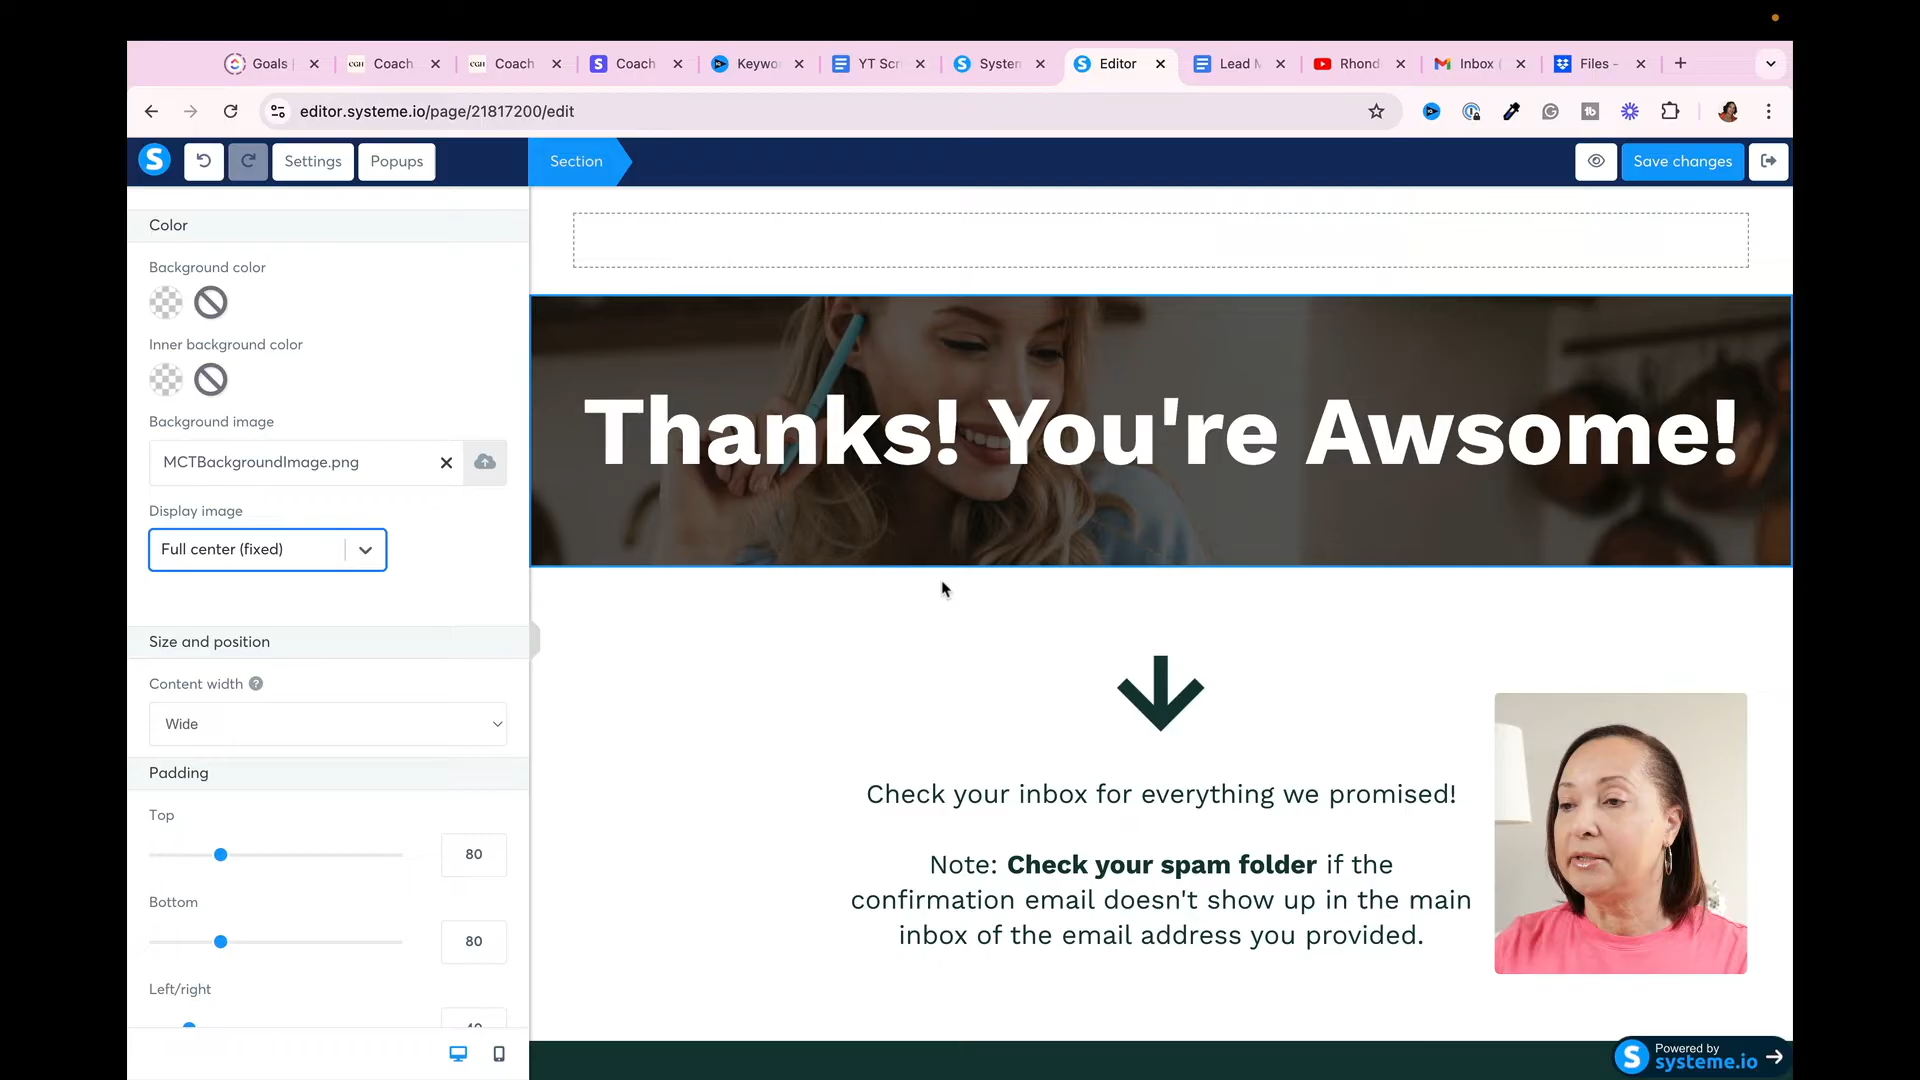 Goals
Coach
Coach
Coach
Keywo
YT Scr
System
Editor
Lead M
Rhond
Inbox (
Files -
editor.systeme.io/page/21817200/edit
Settings
Popups
Section
Save changes
Color
Background color
Inner background color
Background image
MCTBackgroundImage.png
Display image
Full center (fixed)
Size and position
Content width
Wide
Padding
Top
80
Bottom
80
Left/right
40
Thanks! You're Awsome!
Check your inbox for everything we promised!
Note: Check your spam folder if the
confirmation email doesn't show up in the main
inbox of the email address you provided.
Powered by
systeme.io